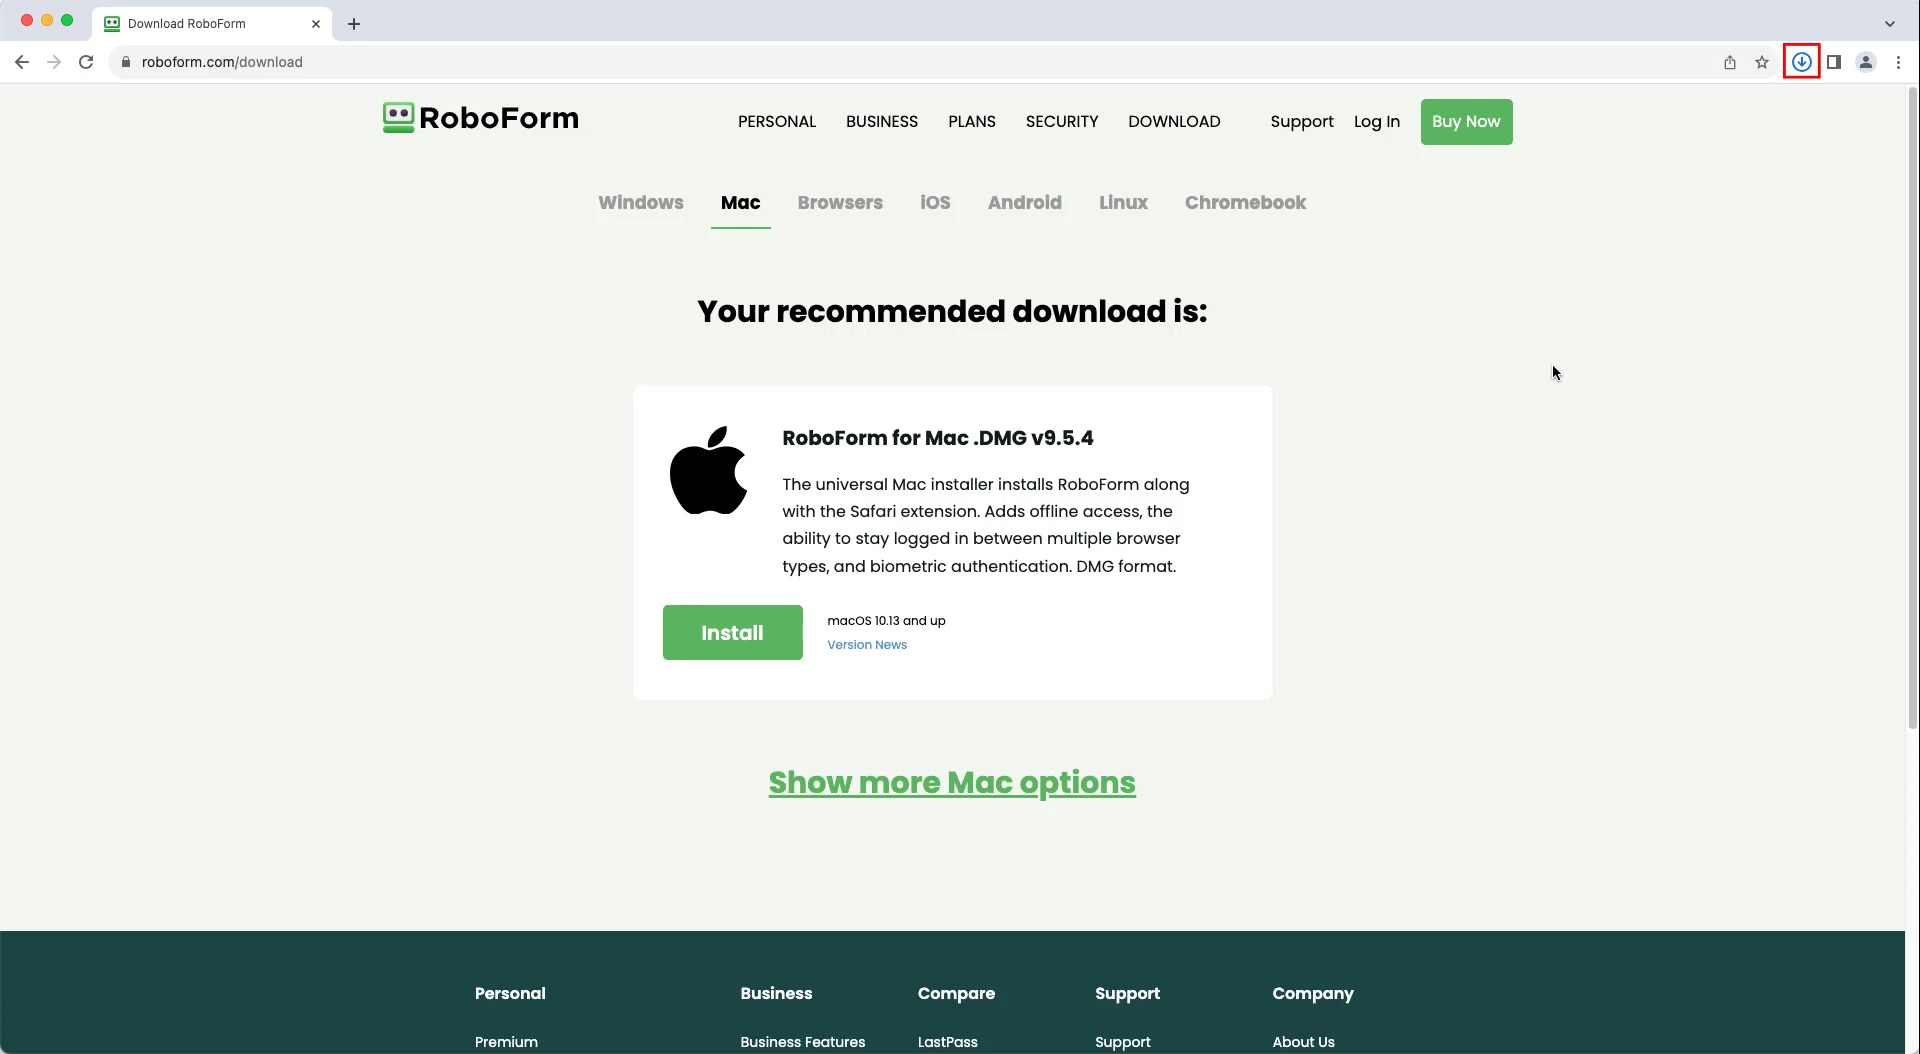 Download RoboForm
roboform.com/download
RoboForm
PERSONAL BUSINESS PLANS SECURITY DOWNLOAD Support Log In Buy Now
Windows Mac Browsers iOS Android Linux Chromebook
Your recommended download is:
RoboForm for Mac .DMG v9.5.4
The universal Mac installer installs RoboForm along
with the Safari extension. Adds offline access, the
ability to stay logged in between multiple browser
types, and biometric authentication. DMG format.
Install
macOS 10.13 and up
Version News
Show more Mac options
Personal Business Compare Support Company
Premium Business Features LastPass Support About Us